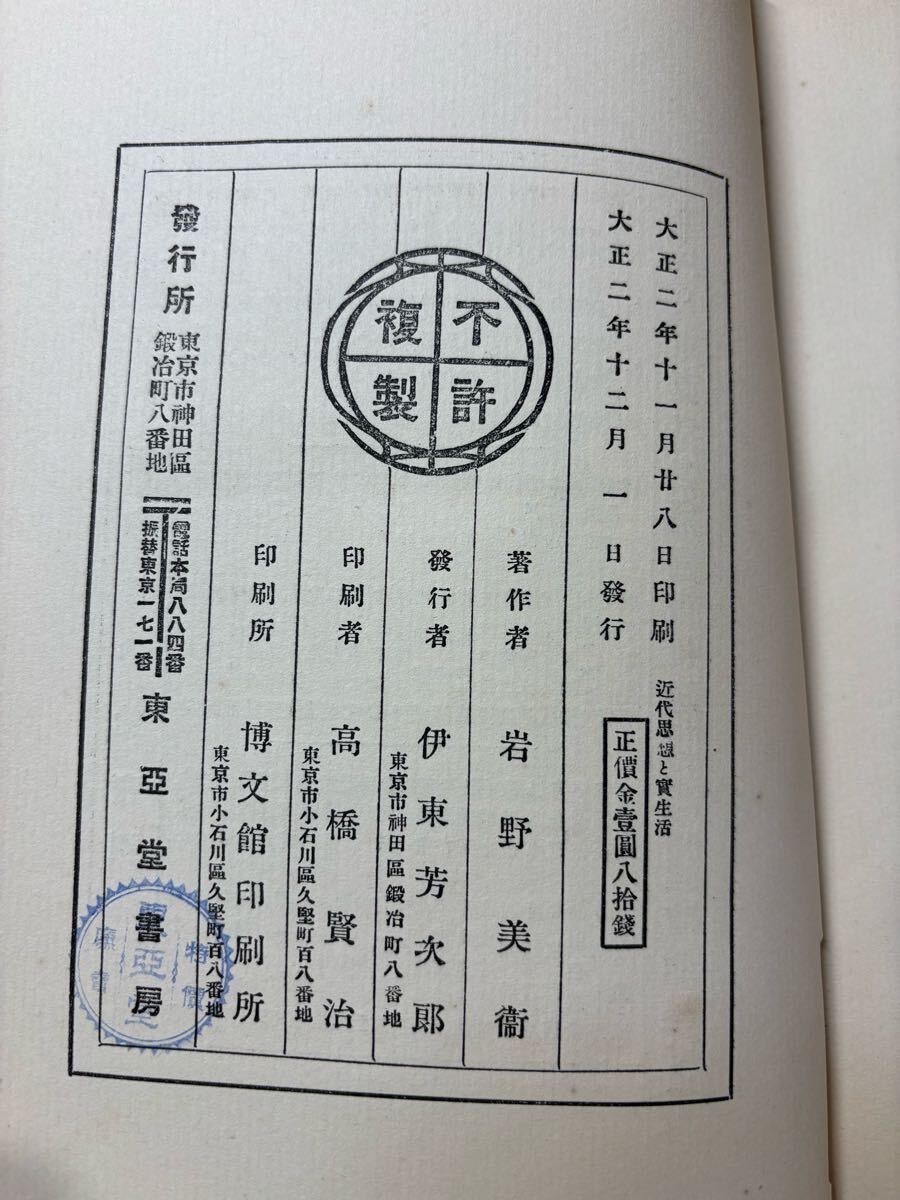 大正二年十一月廿八日印刷
大正二年十二月一日發行
近代思想と實生活
正價金壹圓八拾錢
不許
複製
著作者
岩野美衞
發行者
伊東芳次郎
東京市神田區鍛冶町八番地
印刷者
高橋賢治
東京市小石川區久堅町百八番地
印刷所
博文館印刷所
東京市小石川區久堅町百八番地
發行所
東京市神田區
鍛冶町八番地
電話本局八八四番
振替東京一七一番
東亞堂書房
特價
東亞堂